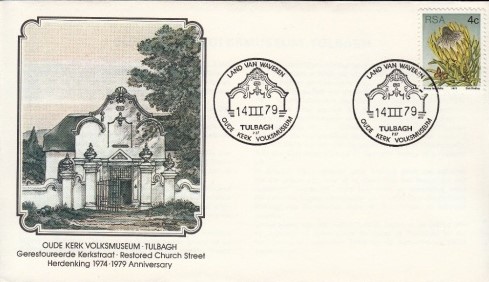 RSA 4c
LAND VAN WAVEREN
14 III 79
TULBAGH
OUDE KERK VOLKSMUSEUM
LAND VAN WAVEREN
14 III 79
TULBAGH
OUDE KERK VOLKSMUSEUM
OUDE KERK VOLKSMUSEUM · TULBAGH
Gerestoureerde Kerkstraat · Restored Church Street
Herdenking 1974 · 1979 Anniversary